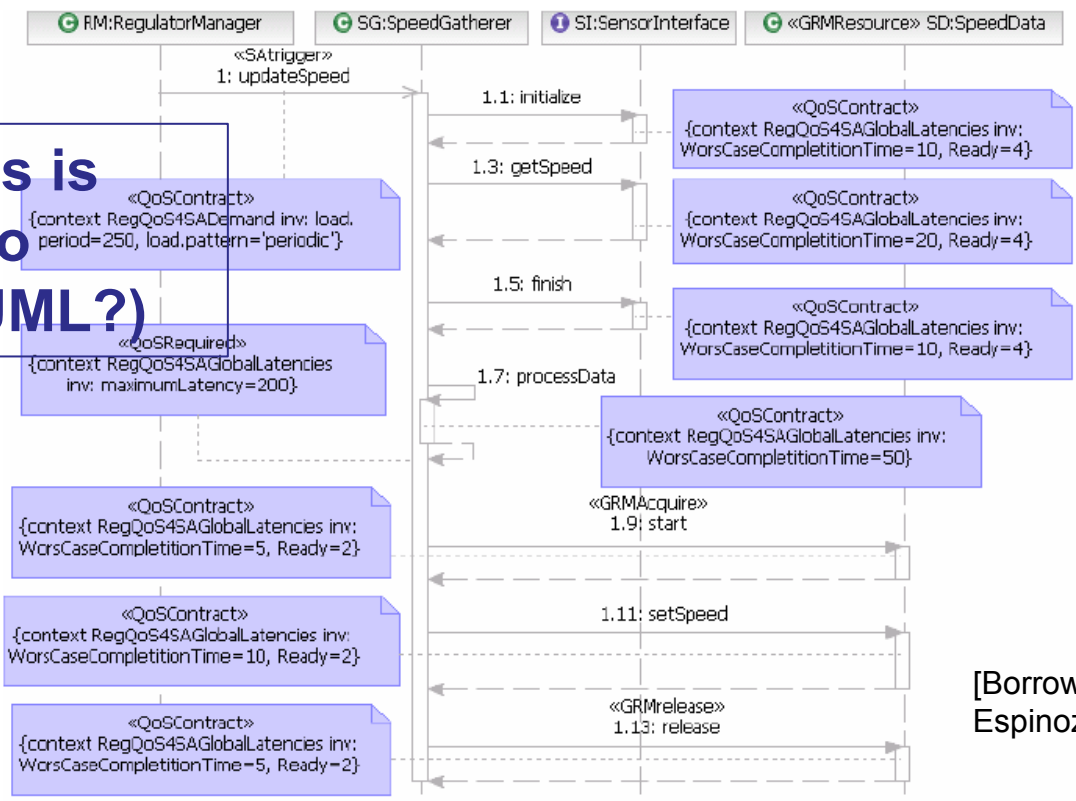 RM:RegulatorManager
SG:SpeedGatherer
SI:SensorInterface
«GRMResource» SD:SpeedData
«SAtrigger»
1: updateSpeed
1.1: initialize
«QoSContract»
{context RegQoS4SAGlobalLatencies inv:
WorsCaseCompletitionTime=10, Ready=4}
s is
o
UML?)
1.3: getSpeed
«QoSContract»
{context RegQoS4SADemand inv: load.
period=250, load.pattern='periodic'}
«QoSContract»
{context RegQoS4SAGlobalLatencies inv:
WorsCaseCompletitionTime=20, Ready=4}
1.5: finish
«QoSContract»
{context RegQoS4SAGlobalLatencies inv:
WorsCaseCompletitionTime=10, Ready=4}
«QoSRequired»
{context RegQoS4SAGlobalLatencies
inv: maximumLatency=200}
1.7: processData
«QoSContract»
{context RegQoS4SAGlobalLatencies inv:
WorsCaseCompletitionTime=50}
«GRMAcquire»
1.9: start
«QoSContract»
{context RegQoS4SAGlobalLatencies inv:
WorsCaseCompletitionTime=5, Ready=2}
1.11: setSpeed
«QoSContract»
{context RegQoS4SAGlobalLatencies inv:
WorsCaseCompletitionTime=10, Ready=2}
«GRMrelease»
1.13: release
«QoSContract»
{context RegQoS4SAGlobalLatencies inv:
WorsCaseCompletitionTime=5, Ready=2}
[Borrow
Espinoz